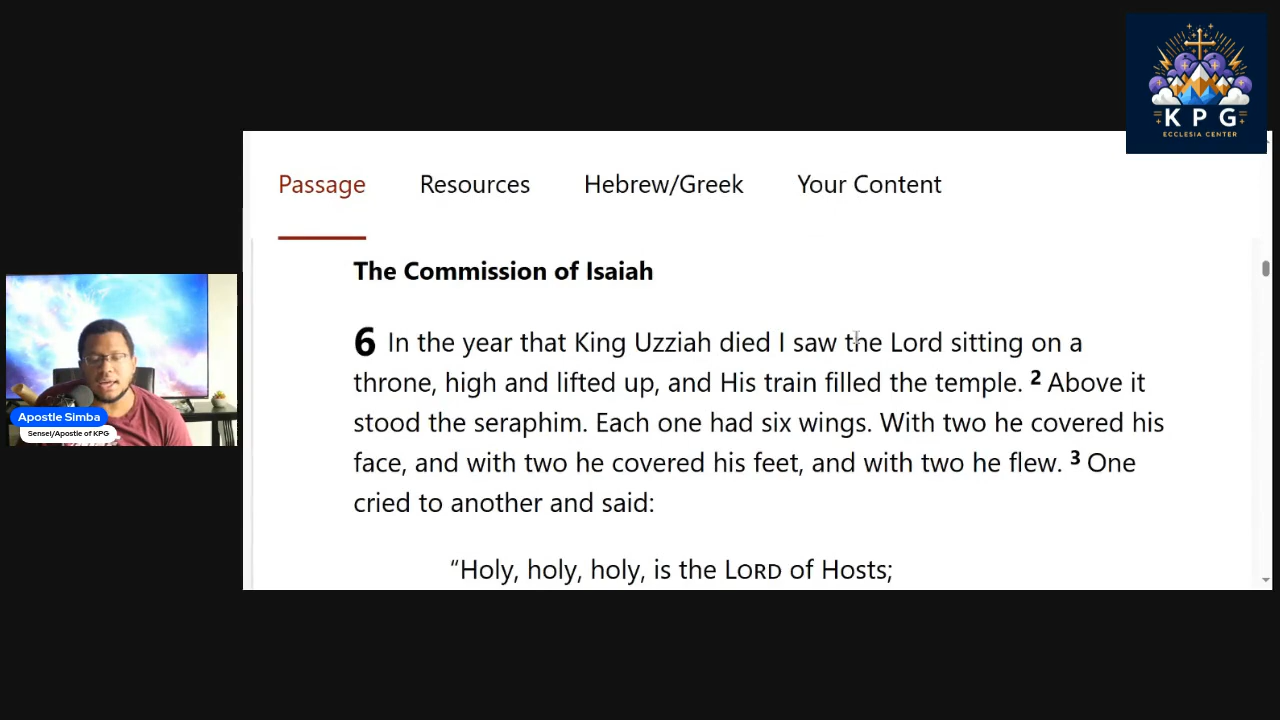 K P G
ECCLESIA CENTER
Passage Resources Hebrew/Greek Your Content
The Commission of Isaiah
6 In the year that King Uzziah died I saw the Lord sitting on a
throne, high and lifted up, and His train filled the temple. 2 Above it
stood the seraphim. Each one had six wings. With two he covered his
face, and with two he covered his feet, and with two he flew. 3 One
cried to another and said:
“Holy, holy, holy, is the LORD of Hosts;
Apostle Simba
Sensei/Apostle of KPG